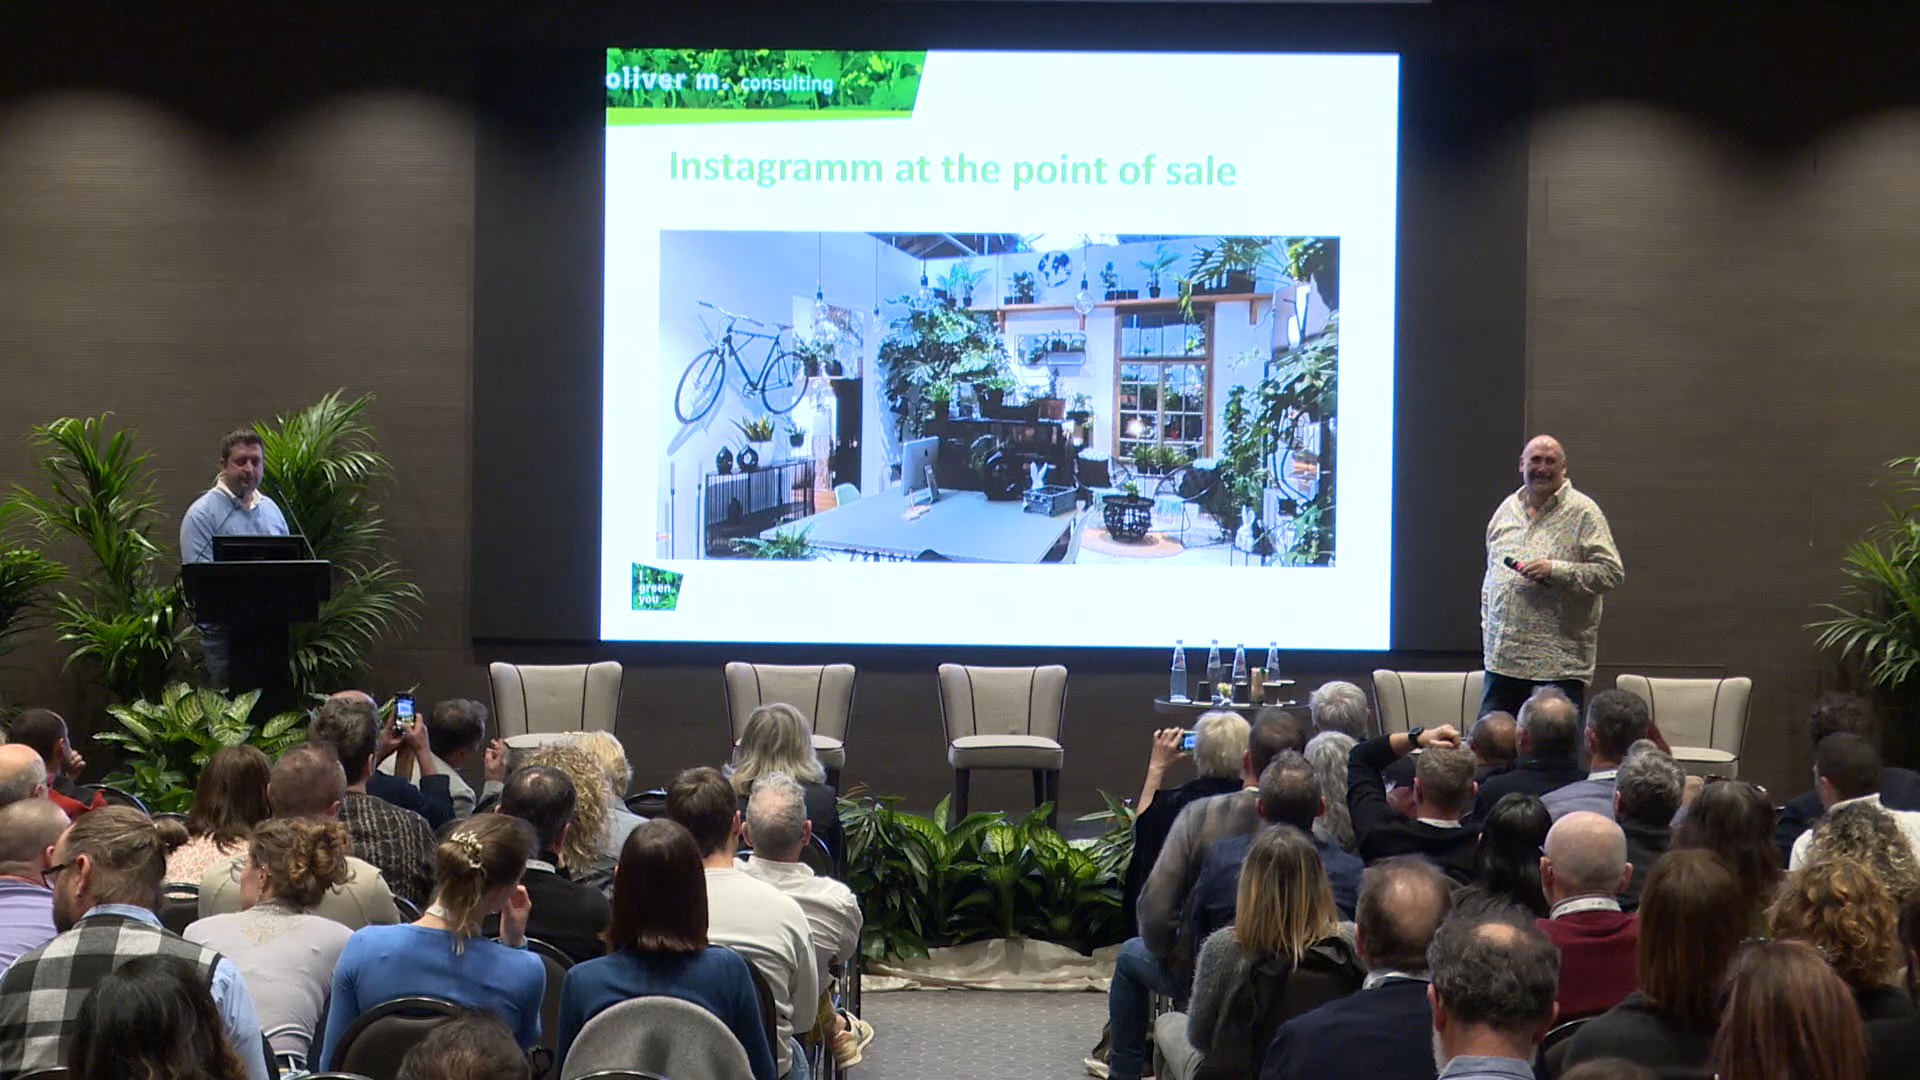 oliver m. consulting
Instagramm at the point of sale
I
green
you